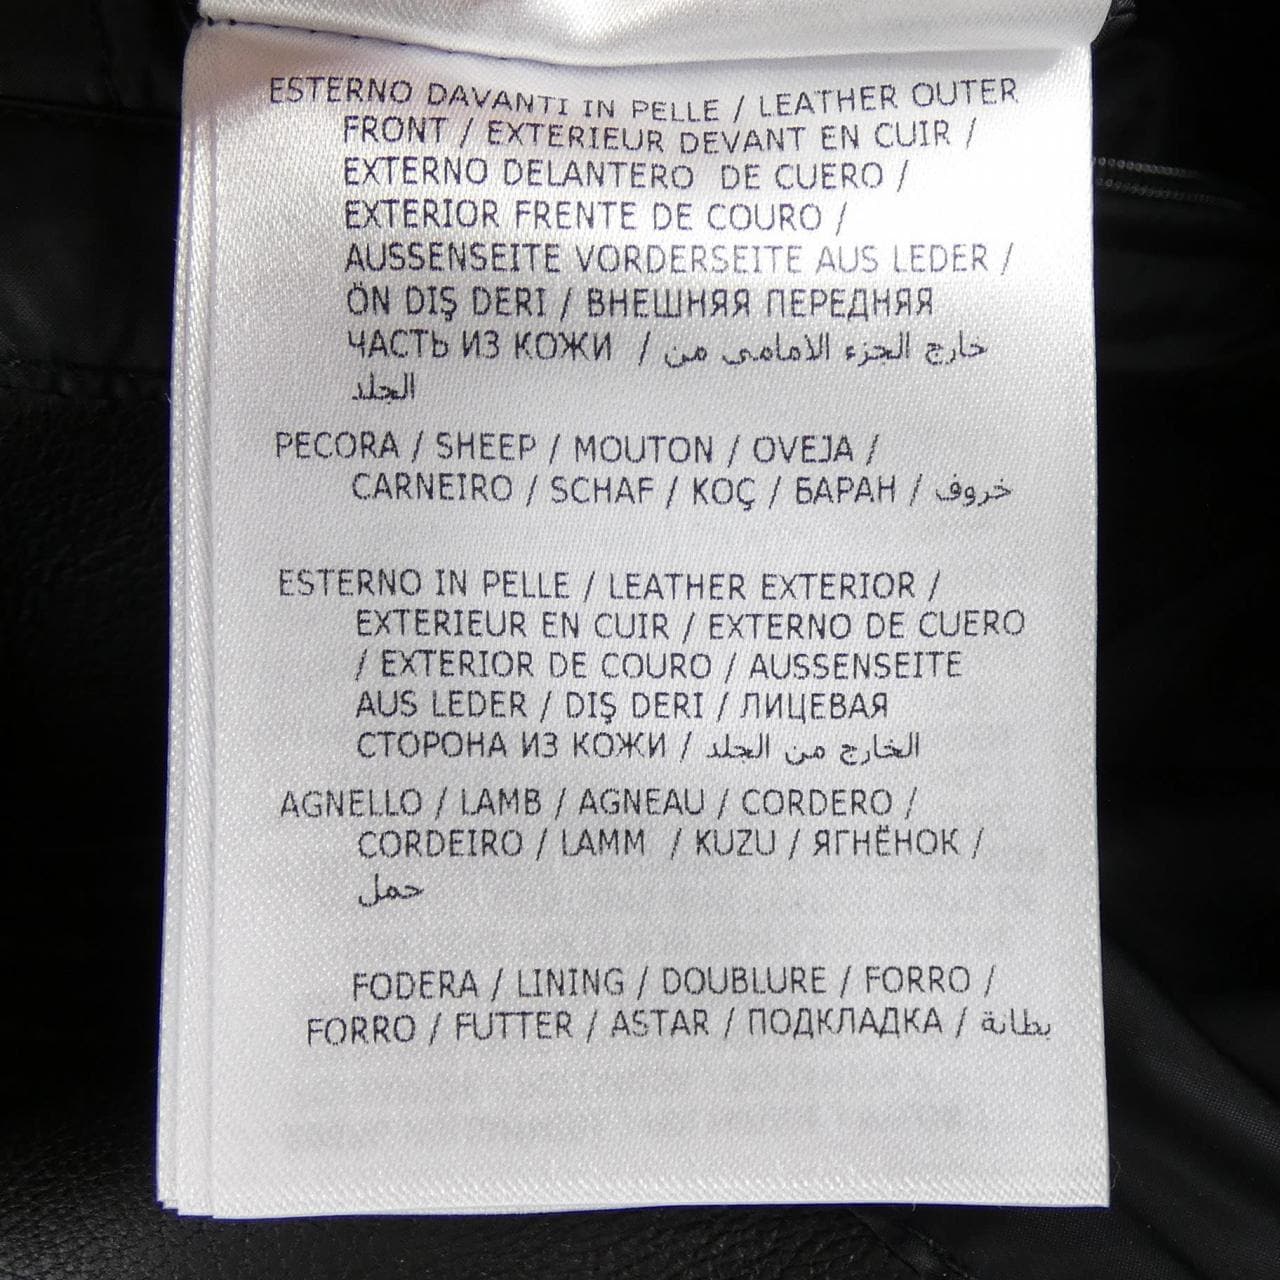 ESTERNO DAVANTI IN PELLE / LEATHER OUTER
FRONT / EXTERIEUR DEVANT EN CUIR /
EXTERNO DELANTERO DE CUERO /
EXTERIOR FRENTE DE COURO /
AUSSENSEITE VORDERSEITE AUS LEDER /
ÖN DIŞ DERI / ВНЕШНЯЯ ПЕРЕДНЯЯ
ЧАСТЬ ИЗ КОЖИ / خارج الجزء الامامى من
الجلد
PECORA / SHEEP / MOUTON / OVEJA /
CARNEIRO / SCHAF / KOÇ / БАРАН / خروف
ESTERNO IN PELLE / LEATHER EXTERIOR /
EXTERIEUR EN CUIR / EXTERNO DE CUERO
/ EXTERIOR DE COURO / AUSSENSEITE
AUS LEDER / DIŞ DERI / ЛИЦЕВАЯ
СТОРОНА ИЗ КОЖИ / الخارج من الجلد
AGNELLO / LAMB / AGNEAU / CORDERO /
CORDEIRO / LAMM / KUZU / ЯГНЁНОК /
حمل
FODERA / LINING / DOUBLURE / FORRO /
FORRO / FUTTER / ASTAR / ПОДКЛАДКА / بطانة